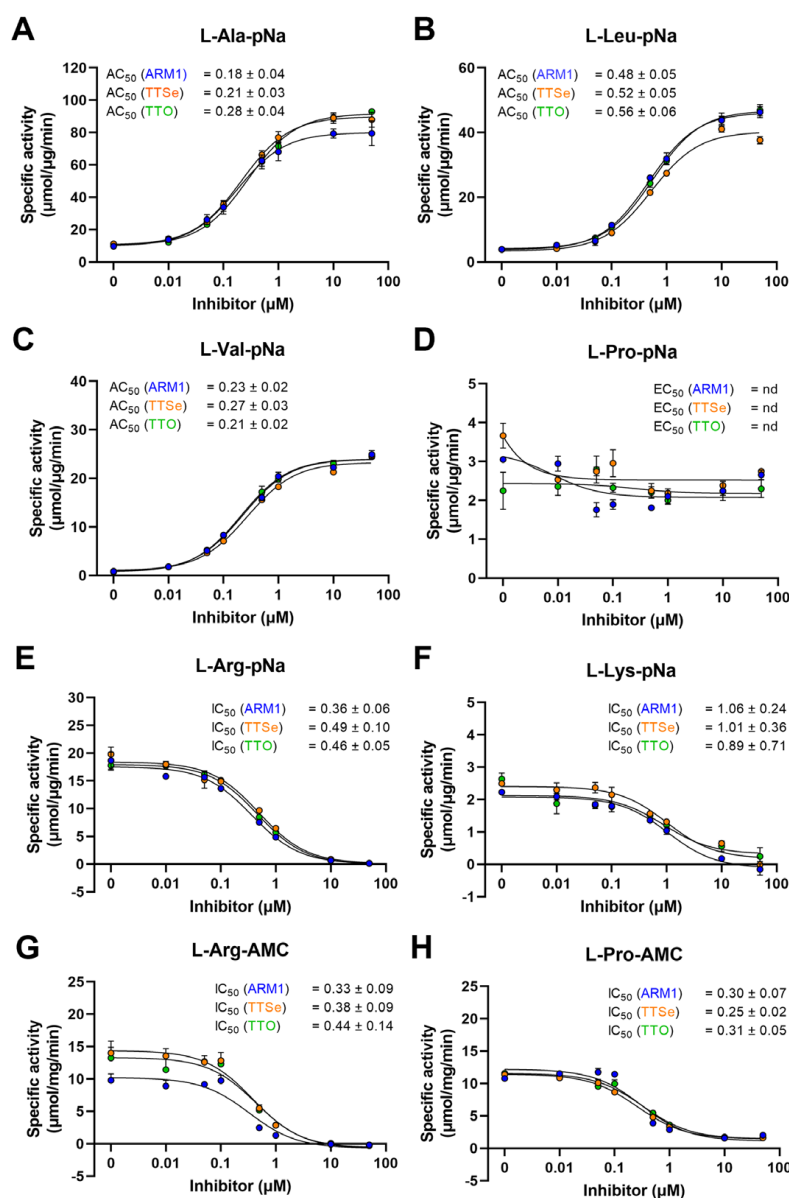 A
L-Ala-pNa
AC50 (ARM1) = 0.18 ± 0.04
AC50 (TTSe) = 0.21 ± 0.03
AC50 (TTO) = 0.28 ± 0.04
Specific activity
(µmol/µg/min)
120
100
80
60
40
20
0
0 0.01 0.1 1 10 100
Inhibitor (µM)
B
L-Leu-pNa
AC50 (ARM1) = 0.48 ± 0.05
AC50 (TTSe) = 0.52 ± 0.05
AC50 (TTO) = 0.56 ± 0.06
Specific activity
(µmol/µg/min)
60
40
20
0
0 0.01 0.1 1 10 100
Inhibitor (µM)
C
L-Val-pNa
AC50 (ARM1) = 0.23 ± 0.02
AC50 (TTSe) = 0.27 ± 0.03
AC50 (TTO) = 0.21 ± 0.02
Specific activity
(µmol/µg/min)
40
30
20
10
0
0 0.01 0.1 1 10 100
Inhibitor (µM)
D
L-Pro-pNa
EC50 (ARM1) = nd
EC50 (TTSe) = nd
EC50 (TTO) = nd
Specific activity
(µmol/µg/min)
6
5
4
3
2
1
0
0 0.01 0.1 1 10 100
Inhibitor (µM)
E
L-Arg-pNa
IC50 (ARM1) = 0.36 ± 0.06
IC50 (TTSe) = 0.49 ± 0.10
IC50 (TTO) = 0.46 ± 0.05
Specific activity
(µmol/µg/min)
35
30
25
20
15
10
5
0
-5
0 0.01 0.1 1 10 100
Inhibitor (µM)
F
L-Lys-pNa
IC50 (ARM1) = 1.06 ± 0.24
IC50 (TTSe) = 1.01 ± 0.36
IC50 (TTO) = 0.89 ± 0.71
Specific activity
(µmol/µg/min)
6
5
4
3
2
1
0
-1
0 0.01 0.1 1 10 100
Inhibitor (µM)
G
L-Arg-AMC
IC50 (ARM1) = 0.33 ± 0.09
IC50 (TTSe) = 0.38 ± 0.09
IC50 (TTO) = 0.44 ± 0.14
Specific activity
(µmol/mg/min)
25
20
15
10
5
0
-5
0 0.01 0.1 1 10 100
Inhibitor (µM)
H
L-Pro-AMC
IC50 (ARM1) = 0.30 ± 0.07
IC50 (TTSe) = 0.25 ± 0.02
IC50 (TTO) = 0.31 ± 0.05
Specific activity
(µmol/mg/min)
25
20
15
10
5
0
0 0.01 0.1 1 10 100
Inhibitor (µM)